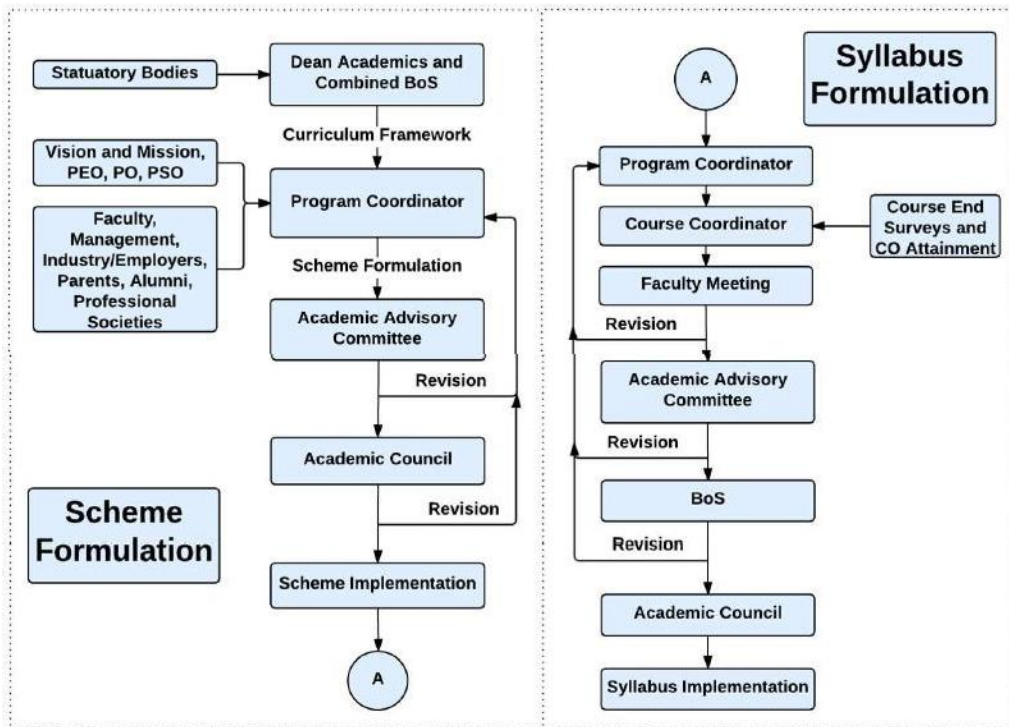 Statuatory Bodies
Dean Academics and
Combined BoS
Curriculum Framework
Vision and Mission,
PEO, PO, PSO
Program Coordinator
Faculty,
Management,
Industry/Employers,
Parents, Alumni,
Professional
Societies
Scheme Formulation
Academic Advisory
Committee
Revision
Academic Council
Revision
Scheme
Formulation
Scheme Implementation
A
Syllabus
Formulation
A
Program Coordinator
Course Coordinator
Course End
Surveys and
CO Attainment
Faculty Meeting
Revision
Academic Advisory
Committee
Revision
BoS
Revision
Academic Council
Syllabus Implementation